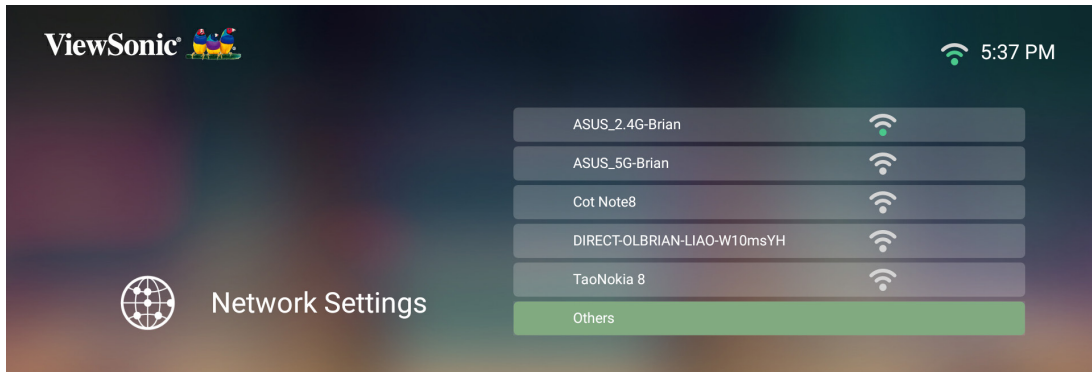 ViewSonic®
5:37 PM
ASUS_2.4G-Brian
ASUS_5G-Brian
Cot Note8
DIRECT-OLBRIAN-LIAO-W10msYH
TaoNokia 8
Network Settings
Others